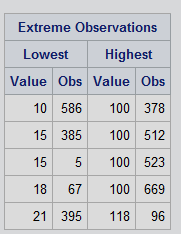 Extreme Observations
Lowest Highest
Value Obs Value Obs
10 586 100 378
15 385 100 512
15 5 100 523
18 67 100 669
21 395 118 96